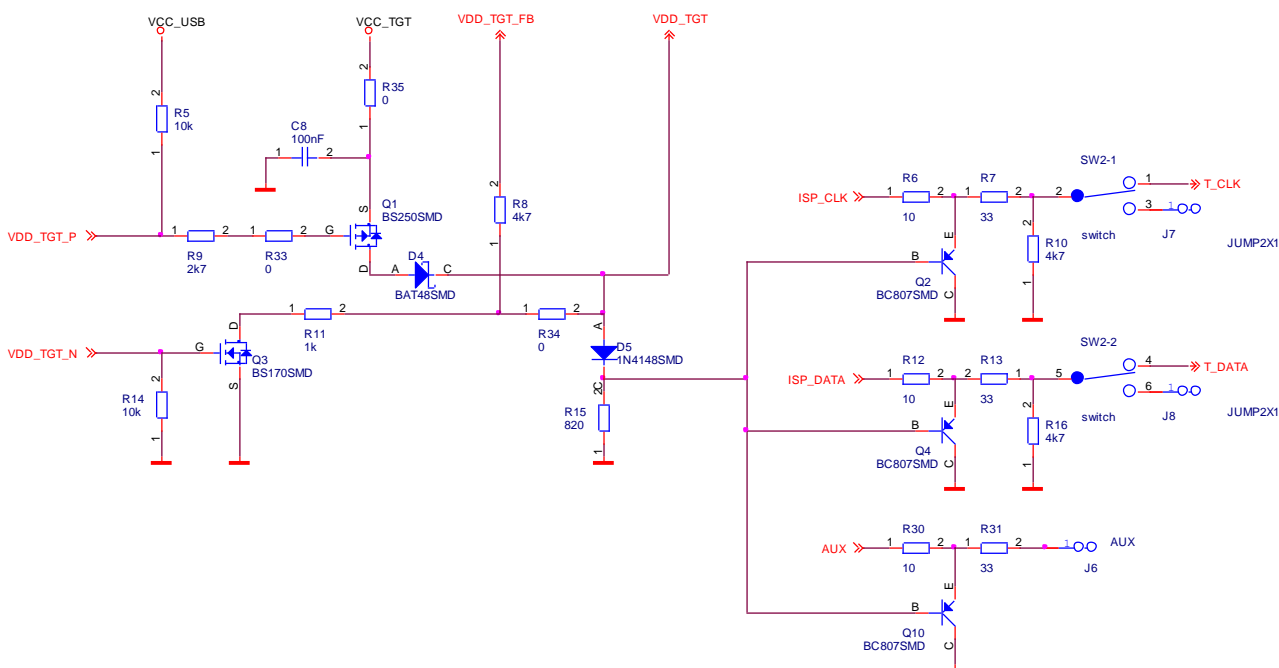 VCC_USB
VCC_TGT
VDD_TGT_FB
VDD_TGT
2
R5
10k
1
2
R35
0
1
C8
100nF
1 2
S
Q1
BS250SMD
G
D
2
R8
4k7
1
VDD_TGT_P
1 2
R9
2k7
1 2
R33
0
D4
A C
BAT48SMD
D
1 2
R11
1k
1 2
R34
0
VDD_TGT_N
G
Q3
BS170SMD
S
2
R14
10k
1
A
D5
1N4148SMD
C
2
R15
820
1
ISP_CLK
R6
1 2
10
R7
1 2
33
SW2-1
2
1
T_CLK
3
1
switch
J7
JUMP2X1
2
R10
4k7
1
E
B
Q2
BC807SMD
C
ISP_DATA
R12
1 2
10
R13
2 1
33
SW2-2
5
4
T_DATA
6
1
switch
J8
JUMP2X1
2
R16
4k7
1
E
B
Q4
BC807SMD
C
AUX
R30
1 2
10
R31
1 2
33
1
AUX
J6
E
B
Q10
BC807SMD
C